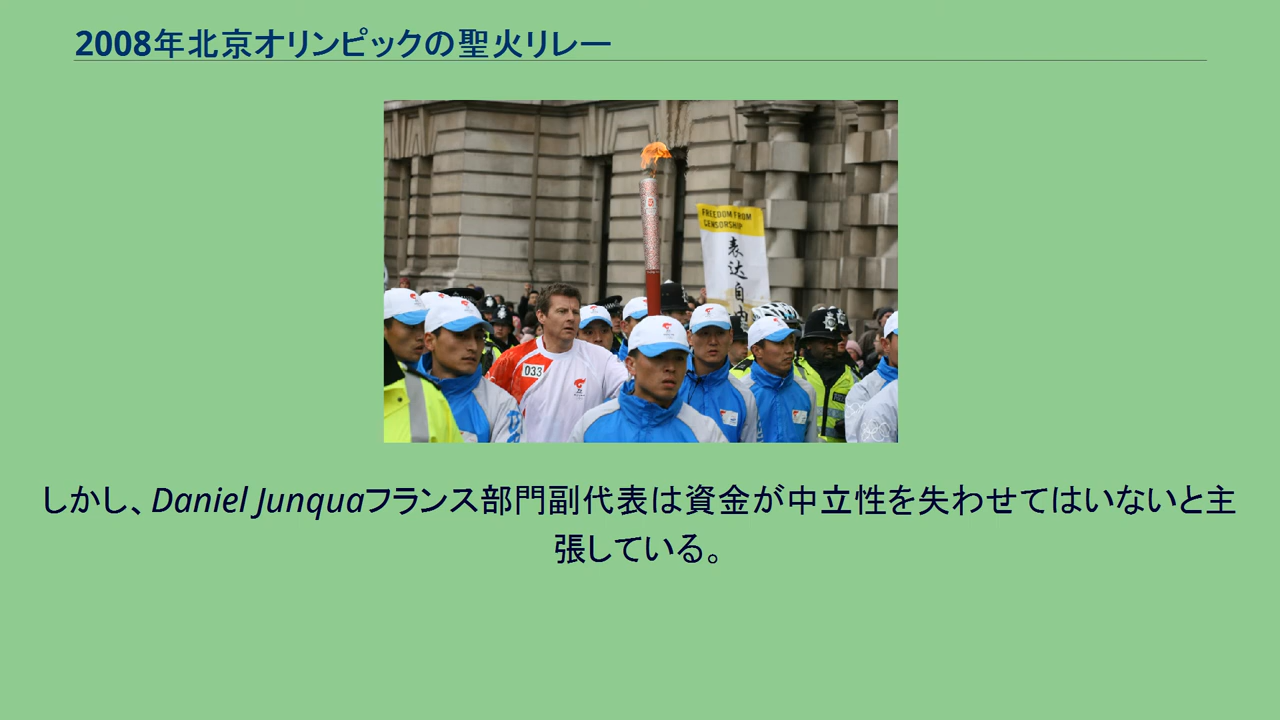 2008年北京オリンピックの聖火リレー
FREEDOM FROM
CENSORSHIP
表
达
自
由
033
しかし、Daniel Junquaフランス部門副代表は資金が中立性を失わせてはいないと主
張している。